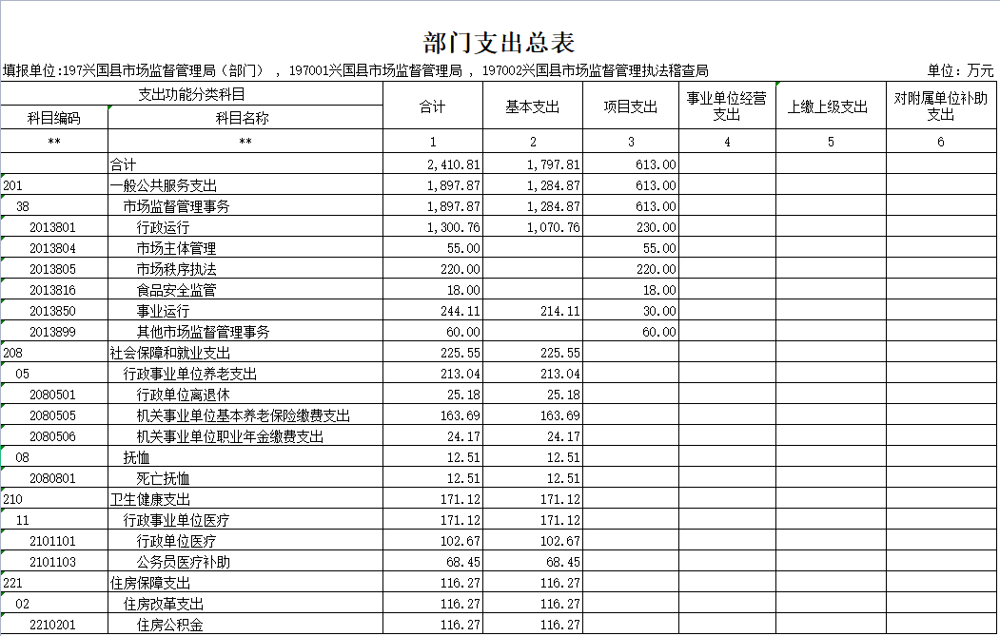 部门支出总表
填报单位:197兴国县市场监督管理局（部门） , 197001兴国县市场监督管理局 , 197002兴国县市场监督管理执法稽查局 单位: 万元
支出功能分类科目 合计 基本支出 项目支出 事业单位经营支出 上缴上级支出 对附属单位补助支出
科目编码 科目名称
** ** 1 2 3 4 5 6
合计 2,410.81 1,797.81 613.00
201 一般公共服务支出 1,897.87 1,284.87 613.00
38 市场监督管理事务 1,897.87 1,284.87 613.00
2013801 行政运行 1,300.76 1,070.76 230.00
2013804 市场主体管理 55.00 55.00
2013805 市场秩序执法 220.00 220.00
2013816 食品安全监管 18.00 18.00
2013850 事业运行 244.11 214.11 30.00
2013899 其他市场监督管理事务 60.00 60.00
208 社会保障和就业支出 225.55 225.55
05 行政事业单位养老支出 213.04 213.04
2080501 行政单位离退休 25.18 25.18
2080505 机关事业单位基本养老保险缴费支出 163.69 163.69
2080506 机关事业单位职业年金缴费支出 24.17 24.17
08 抚恤 12.51 12.51
2080801 死亡抚恤 12.51 12.51
210 卫生健康支出 171.12 171.12
11 行政事业单位医疗 171.12 171.12
2101101 行政单位医疗 102.67 102.67
2101103 公务员医疗补助 68.45 68.45
221 住房保障支出 116.27 116.27
02 住房改革支出 116.27 116.27
2210201 住房公积金 116.27 116.27